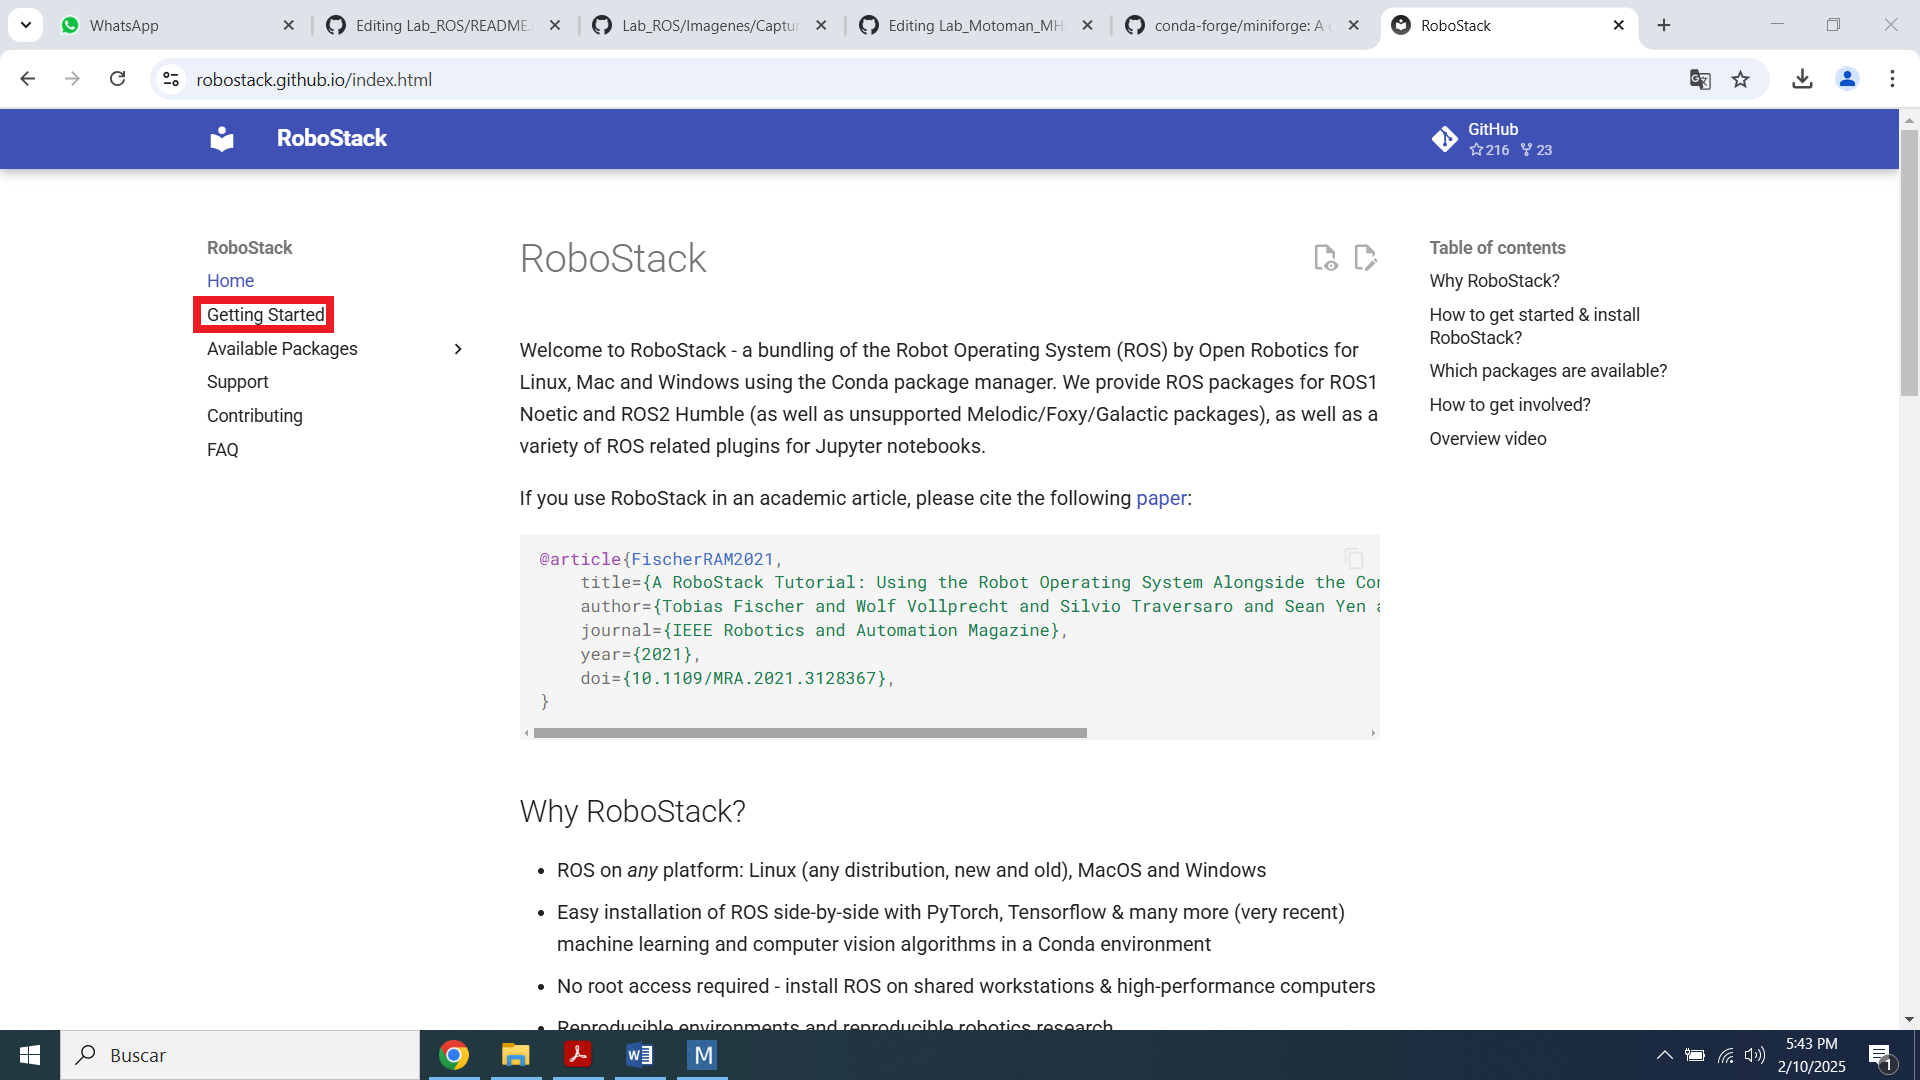 WhatsApp
Editing Lab_ROS/README.
Lab_ROS/Imagenes/Captur
Editing Lab_Motoman_MH
conda-forge/miniforge: A c
RoboStack
robostack.github.io/index.html
RoboStack
GitHub
216 23
RoboStack
Home
Getting Started
Available Packages
Support
Contributing
FAQ
RoboStack
Welcome to RoboStack - a bundling of the Robot Operating System (ROS) by Open Robotics for
Linux, Mac and Windows using the Conda package manager. We provide ROS packages for ROS1
Noetic and ROS2 Humble (as well as unsupported Melodic/Foxy/Galactic packages), as well as a
variety of ROS related plugins for Jupyter notebooks.
If you use RoboStack in an academic article, please cite the following paper:
@article{FischerRAM2021,
title={A RoboStack Tutorial: Using the Robot Operating System Alongside the Con
author={Tobias Fischer and Wolf Vollprecht and Silvio Traversaro and Sean Yen a
journal={IEEE Robotics and Automation Magazine},
year={2021},
doi={10.1109/MRA.2021.3128367},
}
Why RoboStack?
• ROS on any platform: Linux (any distribution, new and old), MacOS and Windows
• Easy installation of ROS side-by-side with PyTorch, Tensorflow & many more (very recent)
machine learning and computer vision algorithms in a Conda environment
• No root access required - install ROS on shared workstations & high-performance computers
• Reproducible environments and reproducible robotics research
Table of contents
Why RoboStack?
How to get started & install
RoboStack?
Which packages are available?
How to get involved?
Overview video
Buscar
5:43 PM
2/10/2025
1